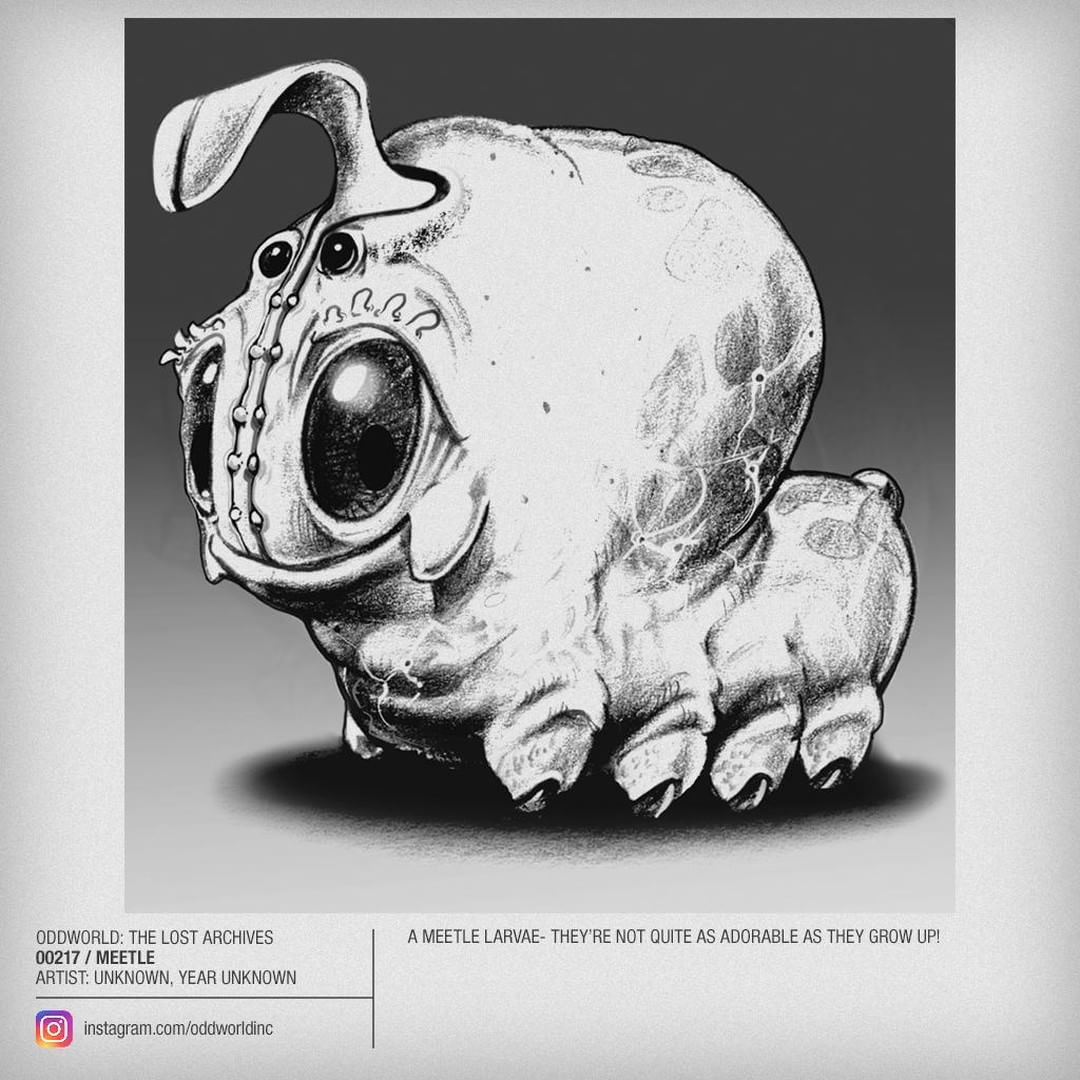 ODDWORLD: THE LOST ARCHIVES
00217 / MEETLE
ARTIST: UNKNOWN, YEAR UNKNOWN
instagram.com/oddworldinc
A MEETLE LARVAE- THEY'RE NOT QUITE AS ADORABLE AS THEY GROW UP!